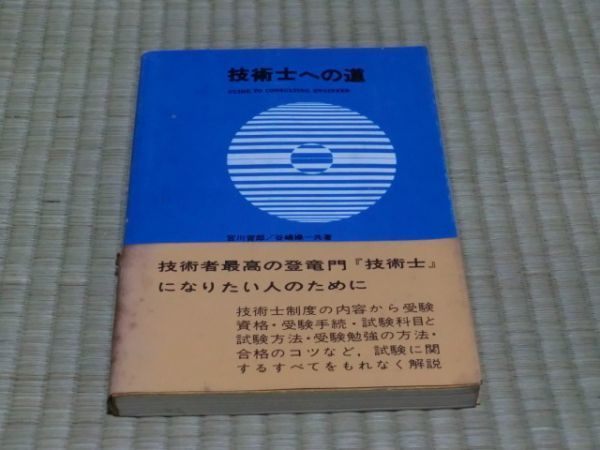 技術士への道
GUIDE TO CONSULTING ENGINEER
技術者最高の登竜門『技術士』
になりたい人のために
技術士制度の内容から受験
資格・受験手続・試験科目と
試験方法・受験勉強の方法・
合格のコツなど，試験に関
するすべてをもれなく解説